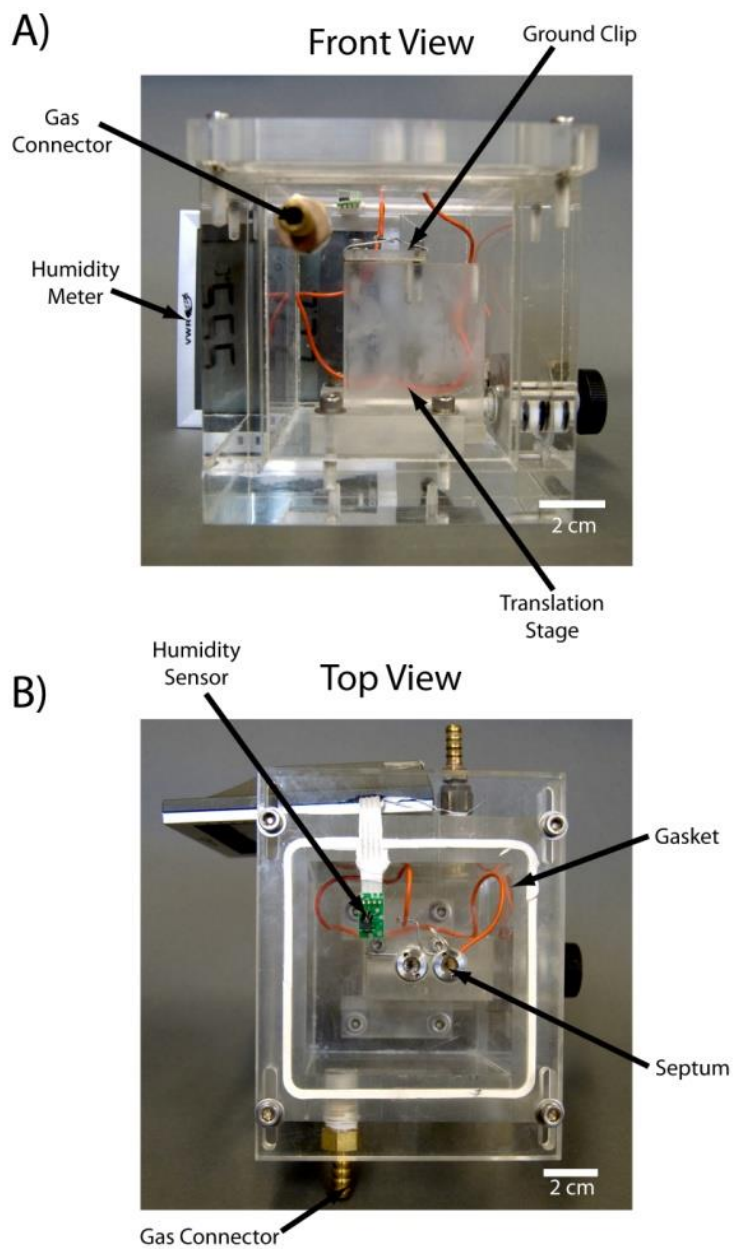 A)
Front View
Ground Clip
Gas
Connector
Humidity
Meter
VWR
2 cm
Translation
Stage
Humidity
Sensor
B)
Top View
Gasket
Septum
2 cm
Gas Connector